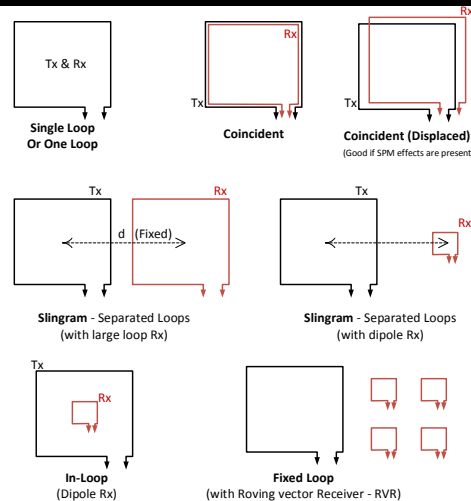 Tx & Rx
Single Loop
Or One Loop
Rx
Tx
Coincident
Rx
Tx
Coincident (Displaced)
(Good if SPM effects are present
Tx
Rx
d (Fixed)
Slingram - Separated Loops
(with large loop Rx)
Tx
Rx
Slingram - Separated Loops
(with dipole Rx)
Tx
Rx
In-Loop
(Dipole Rx)
Fixed Loop
(with Roving vector Receiver - RVR)